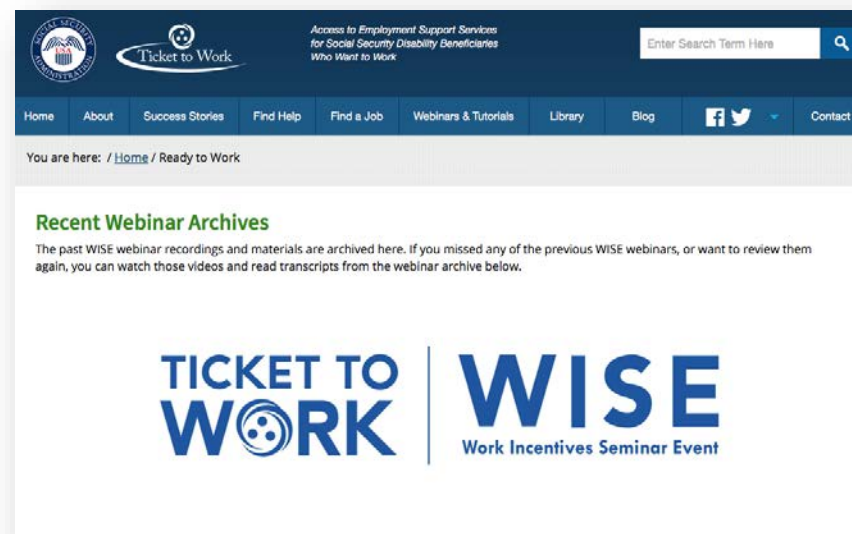 SOCIAL SECURITY
USA
ADMINISTRATION
Ticket to Work
Access to Employment Support Services
for Social Security Disability Beneficiaries
Who Want to Work
Enter Search Term Here
Home About Success Stories Find Help Find a Job Webinars & Tutorials Library Blog Contact
You are here: / Home / Ready to Work
Recent Webinar Archives
The past WISE webinar recordings and materials are archived here. If you missed any of the previous WISE webinars, or want to review them
again, you can watch those videos and read transcripts from the webinar archive below.
TICKET TO
WORK
WISE
Work Incentives Seminar Event